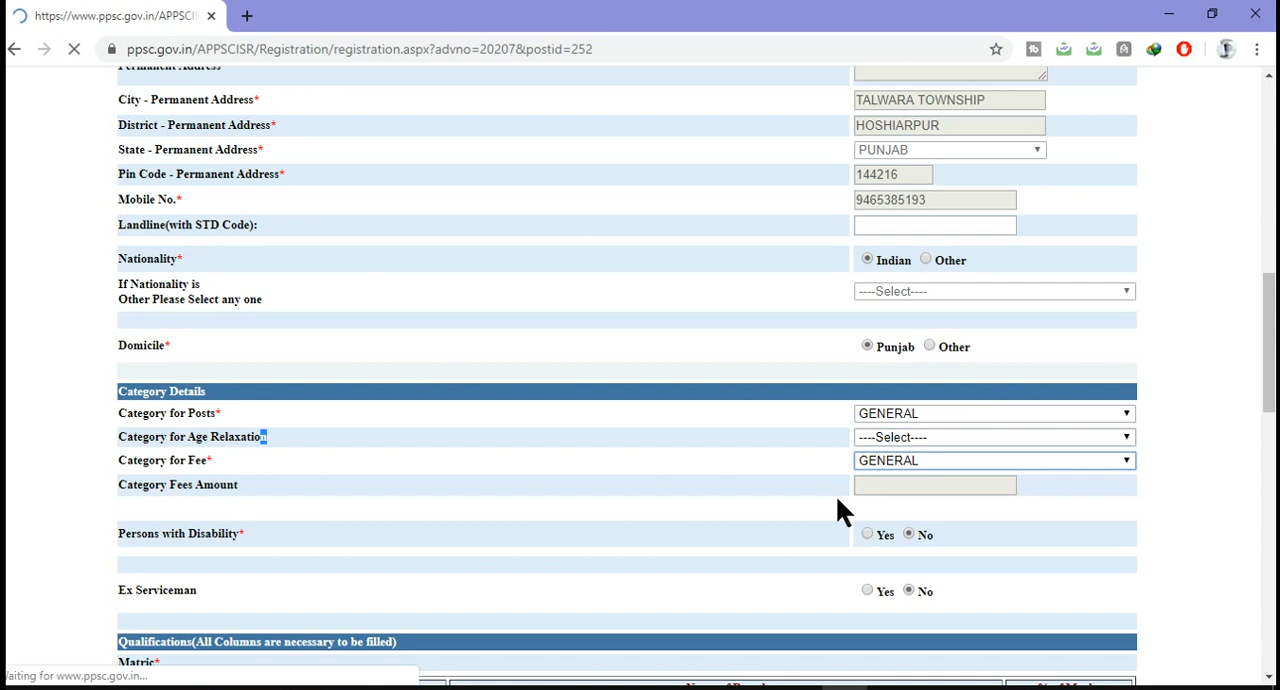 https://www.ppsc.gov.in/APPSCI
ppsc.gov.in/APPSCISR/Registration/registration.aspx?advno=20207&postid=252
Permanent Address
City - Permanent Address* TALWARA TOWNSHIP
District - Permanent Address* HOSHIARPUR
State - Permanent Address* PUNJAB
Pin Code - Permanent Address* 144216
Mobile No.* 9465385193
Landline(with STD Code):
Nationality* Indian Other
If Nationality is
Other Please Select any one ----Select----
Domicile* Punjab Other
Category Details
Category for Posts* GENERAL
Category for Age Relaxation ----Select----
Category for Fee* GENERAL
Category Fees Amount
Persons with Disability* Yes No
Ex Serviceman Yes No
Qualifications(All Columns are necessary to be filled)
Matric*
aiting for www.ppsc.gov.in...